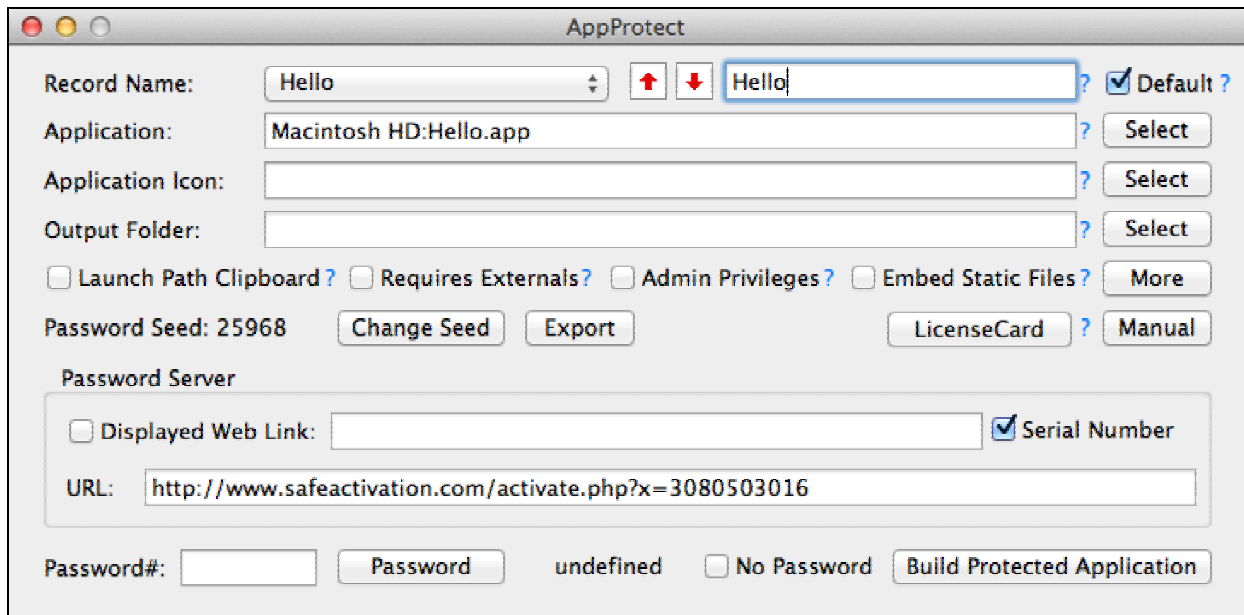 AppProtect
Record Name: Hello Hello ? Default ?
Application: Macintosh HD:Hello.app ? Select
Application Icon: ? Select
Output Folder: ? Select
Launch Path Clipboard ? Requires Externals ? Admin Privileges ? Embed Static Files ? More
Password Seed: 25968 Change Seed Export LicenseCard ? Manual
Password Server
Displayed Web Link: Serial Number
URL: http://www.safeactivation.com/activate.php?x=3080503016
Password#: Password undefined No Password Build Protected Application